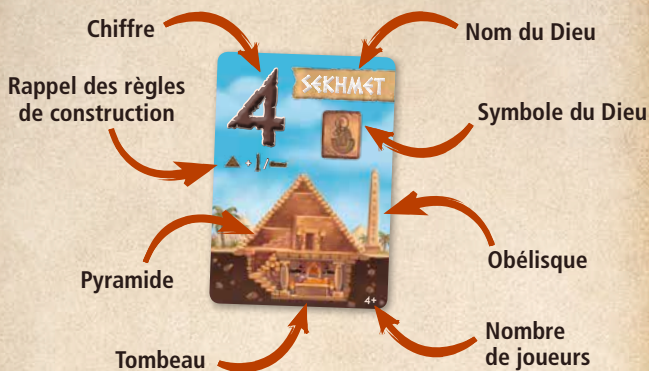 Chiffre
Nom du Dieu
4
SEKHMET
Rappel des règles
de construction
Symbole du Dieu
+ /
Pyramide
Obélisque
4+
Tombeau
Nombre
de joueurs